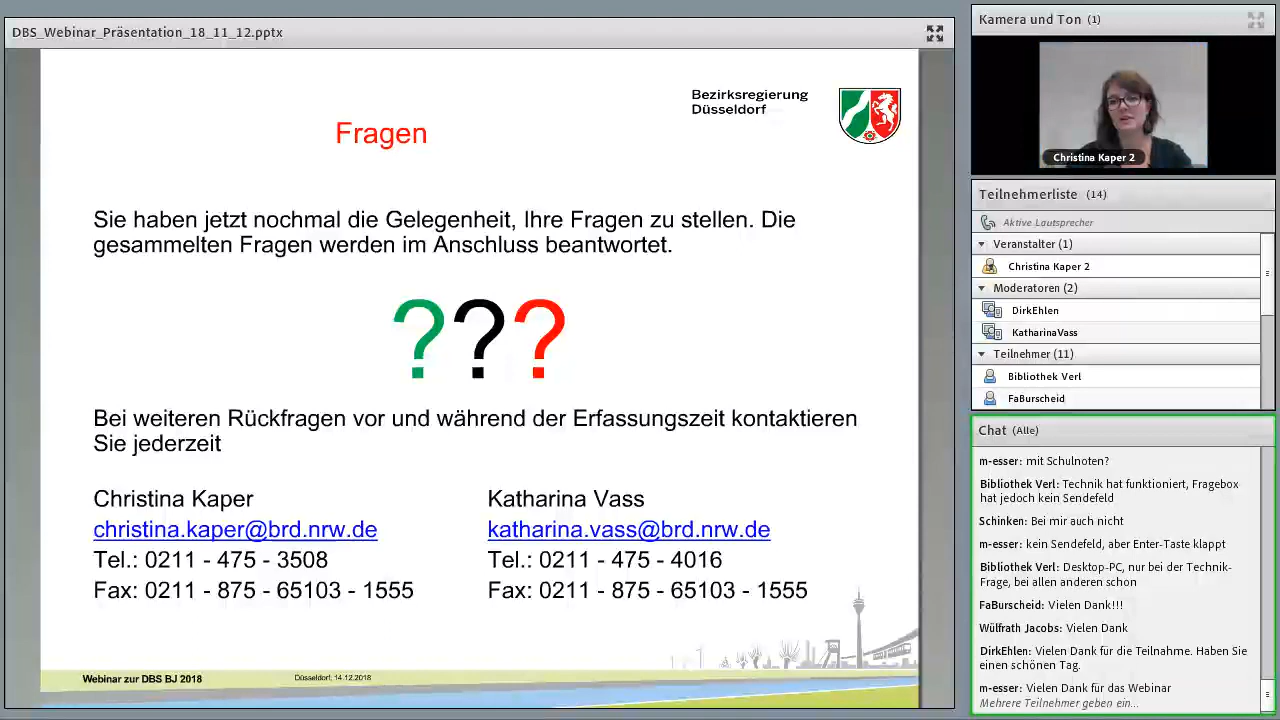 DBS_Webinar_Präsentation_18_11_12.pptx
Bezirksregierung
Düsseldorf
Fragen
Sie haben jetzt nochmal die Gelegenheit, Ihre Fragen zu stellen. Die
gesammelten Fragen werden im Anschluss beantwortet.
???
Bei weiteren Rückfragen vor und während der Erfassungszeit kontaktieren
Sie jederzeit
Christina Kaper
christina.kaper@brd.nrw.de
Tel.: 0211 - 475 - 3508
Fax: 0211 - 875 - 65103 - 1555
Katharina Vass
katharina.vass@brd.nrw.de
Tel.: 0211 - 475 - 4016
Fax: 0211 - 875 - 65103 - 1555
Webinar zur DBS BJ 2018
Düsseldorf, 14.12.2018
Kamera und Ton (1)
Christina Kaper 2
Teilnehmerliste (14)
Aktive Lautsprecher
Veranstalter (1)
Christina Kaper 2
Moderatoren (2)
DirkEhlen
KatharinaVass
Teilnehmer (11)
Bibliothek Verl
FaBurscheid
Chat (Alle)
m-esser: mit Schulnoten?
Bibliothek Verl: Technik hat funktioniert, Fragebox
hat jedoch kein Sendefeld
Schinken: Bei mir auch nicht
m-esser: kein Sendefeld, aber Enter-Taste klappt
Bibliothek Verl: Desktop-PC, nur bei der Technik-
Frage, bei allen anderen schon
FaBurscheid: Vielen Dank!!!
Wülfrath Jacobs: Vielen Dank
DirkEhlen: Vielen Dank für die Teilnahme. Haben Sie
einen schönen Tag.
m-esser: Vielen Dank für das Webinar
Mehrere Teilnehmer geben ein...